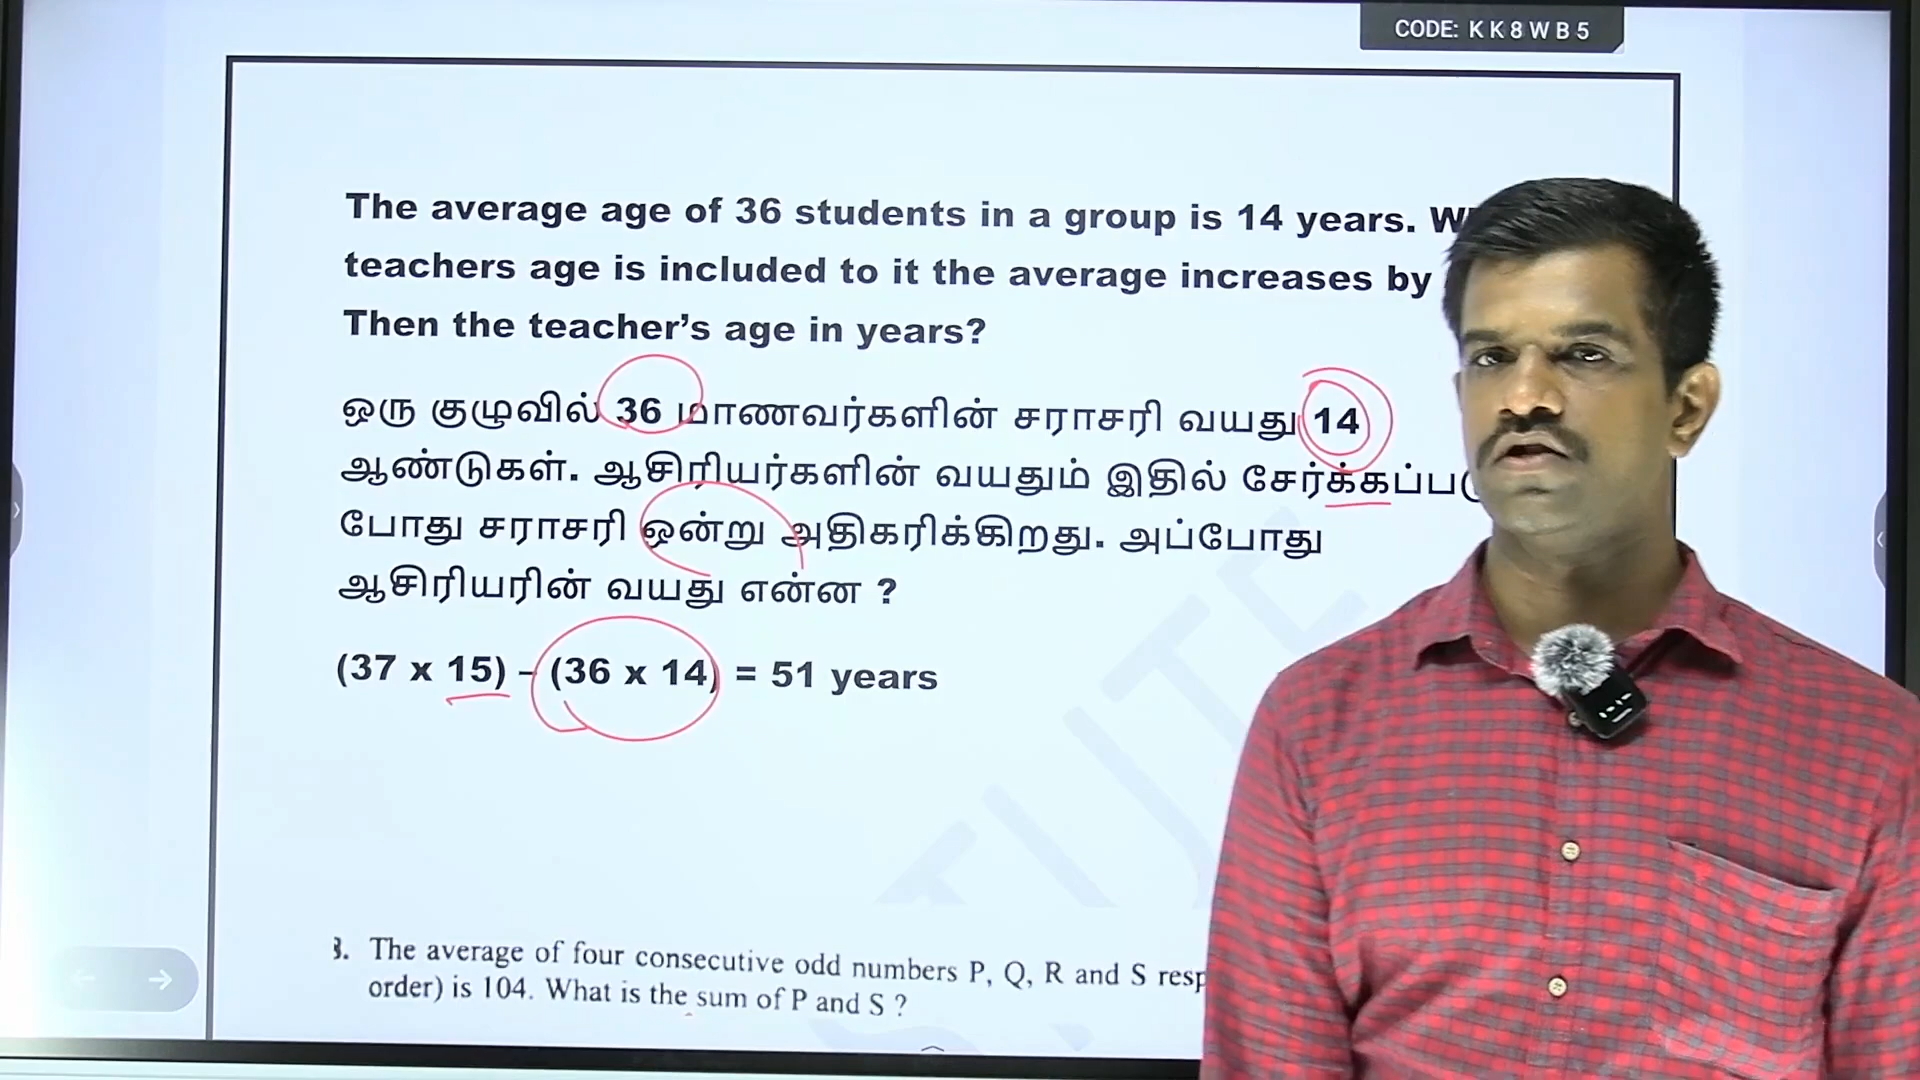 CODE: K K 8 W B 5
The average age of 36 students in a group is 14 years.
teachers age is included to it the average increases by
Then the teacher's age in years?
ஒரு குழுவில் 36 மாணவர்களின் சராசரி வயது 14
ஆண்டுகள். ஆசிரியர்களின் வயதும் இதில்
போது சராசரி ஒன்று அதிகரிக்கிறது. அப்போது
ஆசிரியரின் வயது என்ன ?
(37 x 15) - (36 x 14) = 51 years
The average of four consecutive odd numbers P, Q, R and S
order) is 104. What is the sum of P and S ?